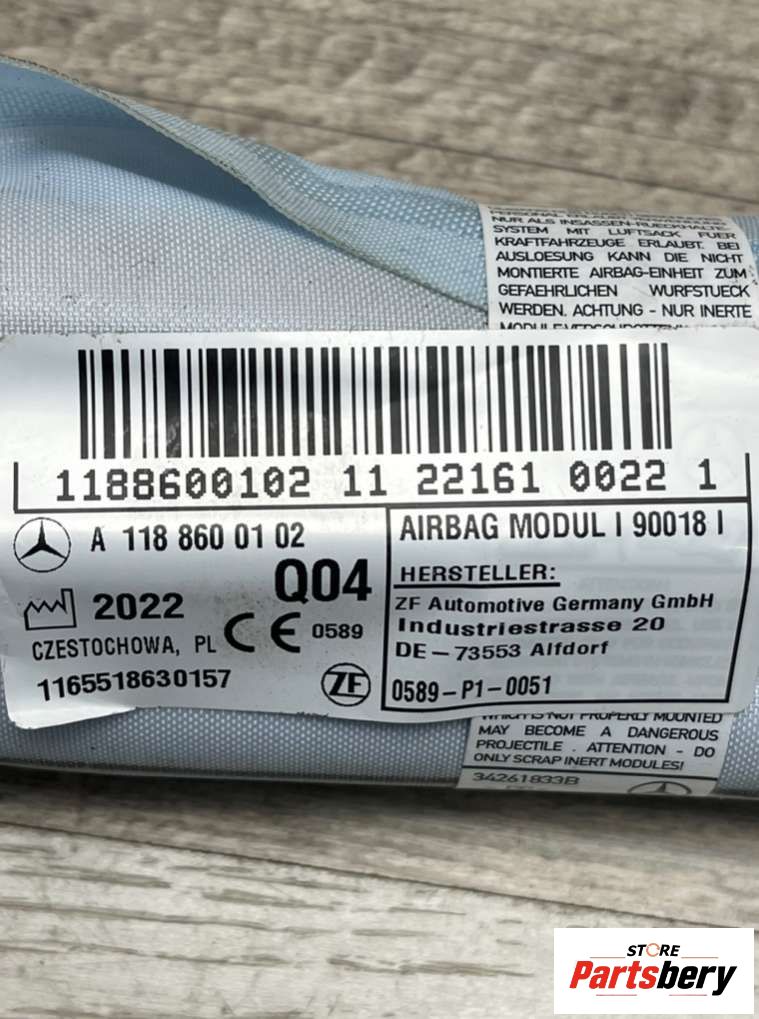 NUR ALS INSASSEN-RUECKHALTE-
SYSTEM MIT LUFTSACK FUER
KRAFTFAHRZEUGE ERLAUBT. BEI
AUSLOESUNG KANN DIE NICHT
MONTIERTE AIRBAG-EINHEIT ZUM
GEFAEHRLICHEN WURFSTUECK
WERDEN. ACHTUNG - NUR INERTE
1188600102 11 22161 0022 1
A 118 860 01 02
Q04
2022
CZESTOCHOWA, PL
CE 0589
1165518630157
ZF
AIRBAG MODUL I 90018 I
HERSTELLER:
ZF Automotive Germany GmbH
Industriestrasse 20
DE-73553 Alfdorf
0589-P1-0051
WHICH IS NOT PROPERLY MOUNTED
MAY BECOME A DANGEROUS
PROJECTILE . ATTENTION - DO
ONLY SCRAP INERT MODULES!
34261833B
STORE
Partsbery